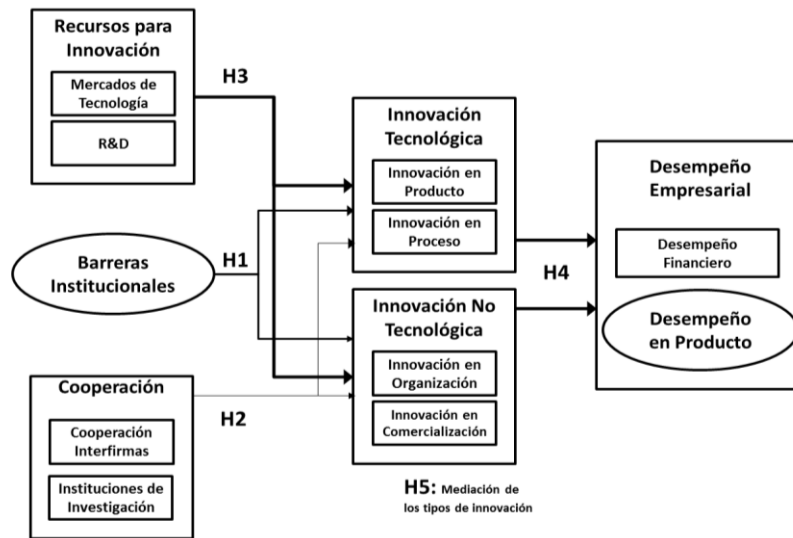 Recursos para
Innovación
Mercados de
Tecnología
R&D
H3
Barreras
Institucionales
H1
Cooperación
Cooperación
Interfirmas
Instituciones de
Investigación
H2
Innovación
Tecnológica
Innovación en
Producto
Innovación en
Proceso
Innovación No
Tecnológica
Innovación en
Organización
Innovación en
Comercialización
H5: Mediación de
los tipos de innovación
H4
Desempeño
Empresarial
Desempeño
Financiero
Desempeño
en Producto